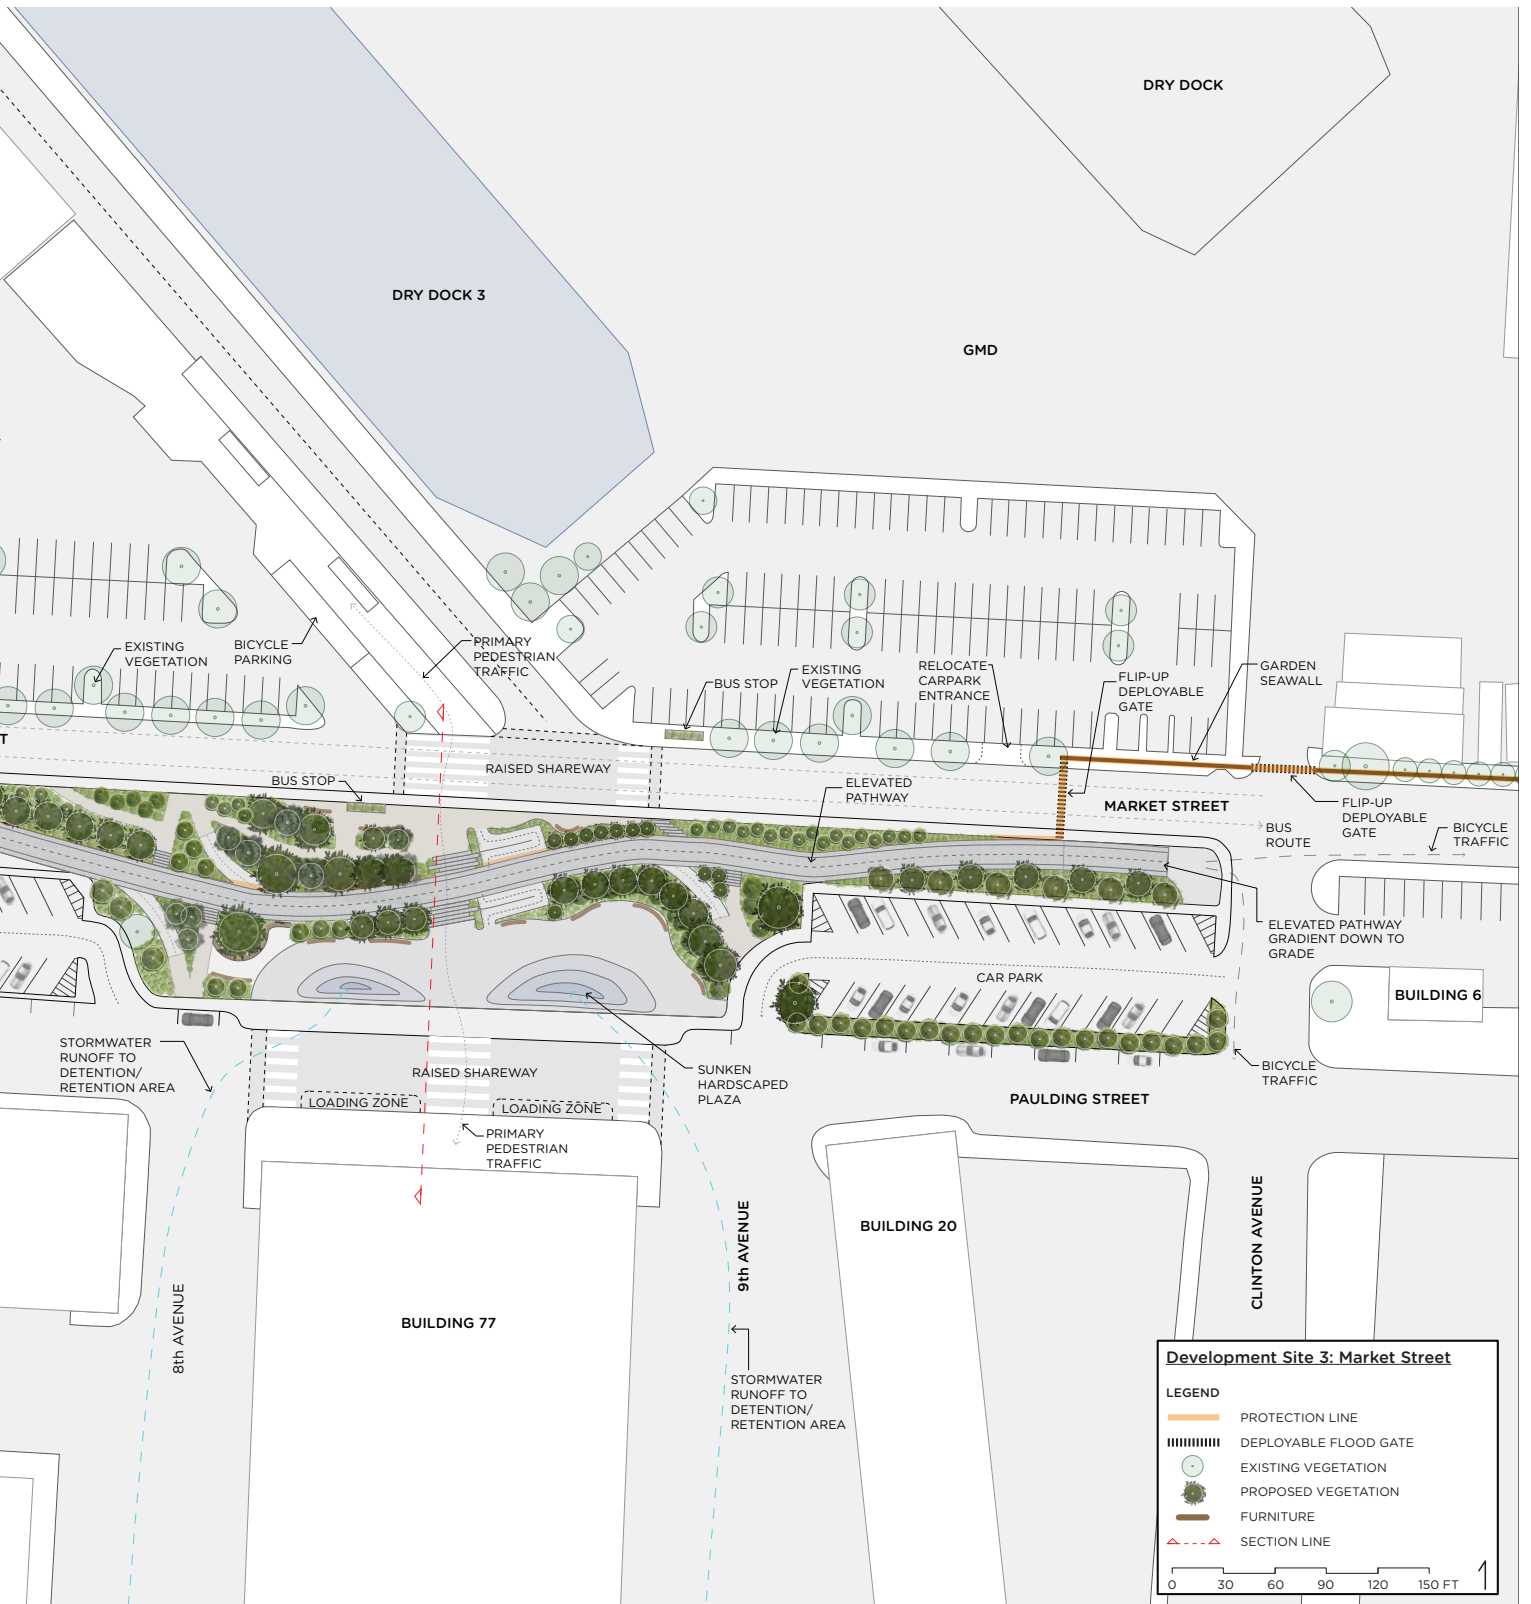 DRY DOCK
DRY DOCK 3
GMD
EXISTING
VEGETATION
BICYCLE
PARKING
PRIMARY
PEDESTRIAN
TRAFFIC
BUS STOP
EXISTING
VEGETATION
RELOCATE
CARPARK
ENTRANCE
FLIP-UP
DEPLOYABLE
GATE
GARDEN
SEAWALL
T
RAISED SHAREWAY
BUS STOP
ELEVATED
PATHWAY
MARKET STREET
FLIP-UP
DEPLOYABLE
GATE
BUS
ROUTE
BICYCLE
TRAFFIC
ELEVATED PATHWAY
GRADIENT DOWN TO
GRADE
CAR PARK
BUILDING 6
STORMWATER
RUNOFF TO
DETENTION/
RETENTION AREA
RAISED SHAREWAY
SUNKEN
HARDSCAPED
PLAZA
BICYCLE
TRAFFIC
LOADING ZONE
LOADING ZONE
PAULDING STREET
PRIMARY
PEDESTRIAN
TRAFFIC
BUILDING 20
9th AVENUE
CLINTON AVENUE
8th AVENUE
BUILDING 77
STORMWATER
RUNOFF TO
DETENTION/
RETENTION AREA
Development Site 3: Market Street
LEGEND
PROTECTION LINE
DEPLOYABLE FLOOD GATE
EXISTING VEGETATION
PROPOSED VEGETATION
FURNITURE
SECTION LINE
0 30 60 90 120 150 FT